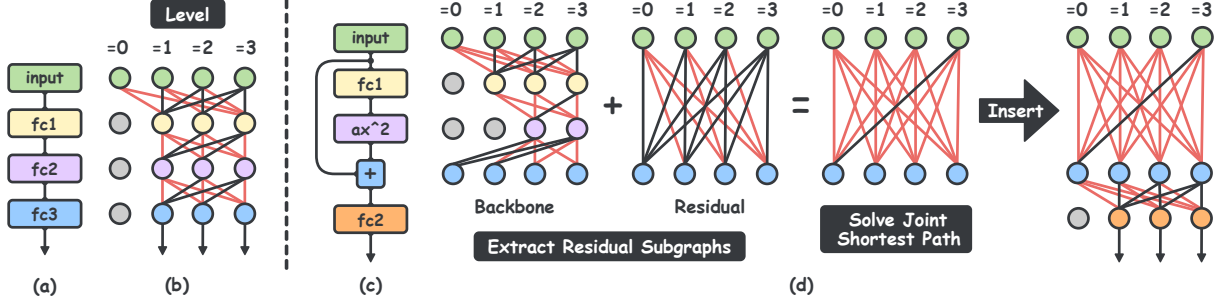 Level
=0 =1 =2 =3
input
fc1
fc2
fc3
(a)
(b)
input
fc1
ax^2
+
fc2
(c)
=0 =1 =2 =3
Backbone
+
=0 =1 =2 =3
Residual
Extract Residual Subgraphs
=
=0 =1 =2 =3
Solve Joint
Shortest Path
Insert
=0 =1 =2 =3
(d)